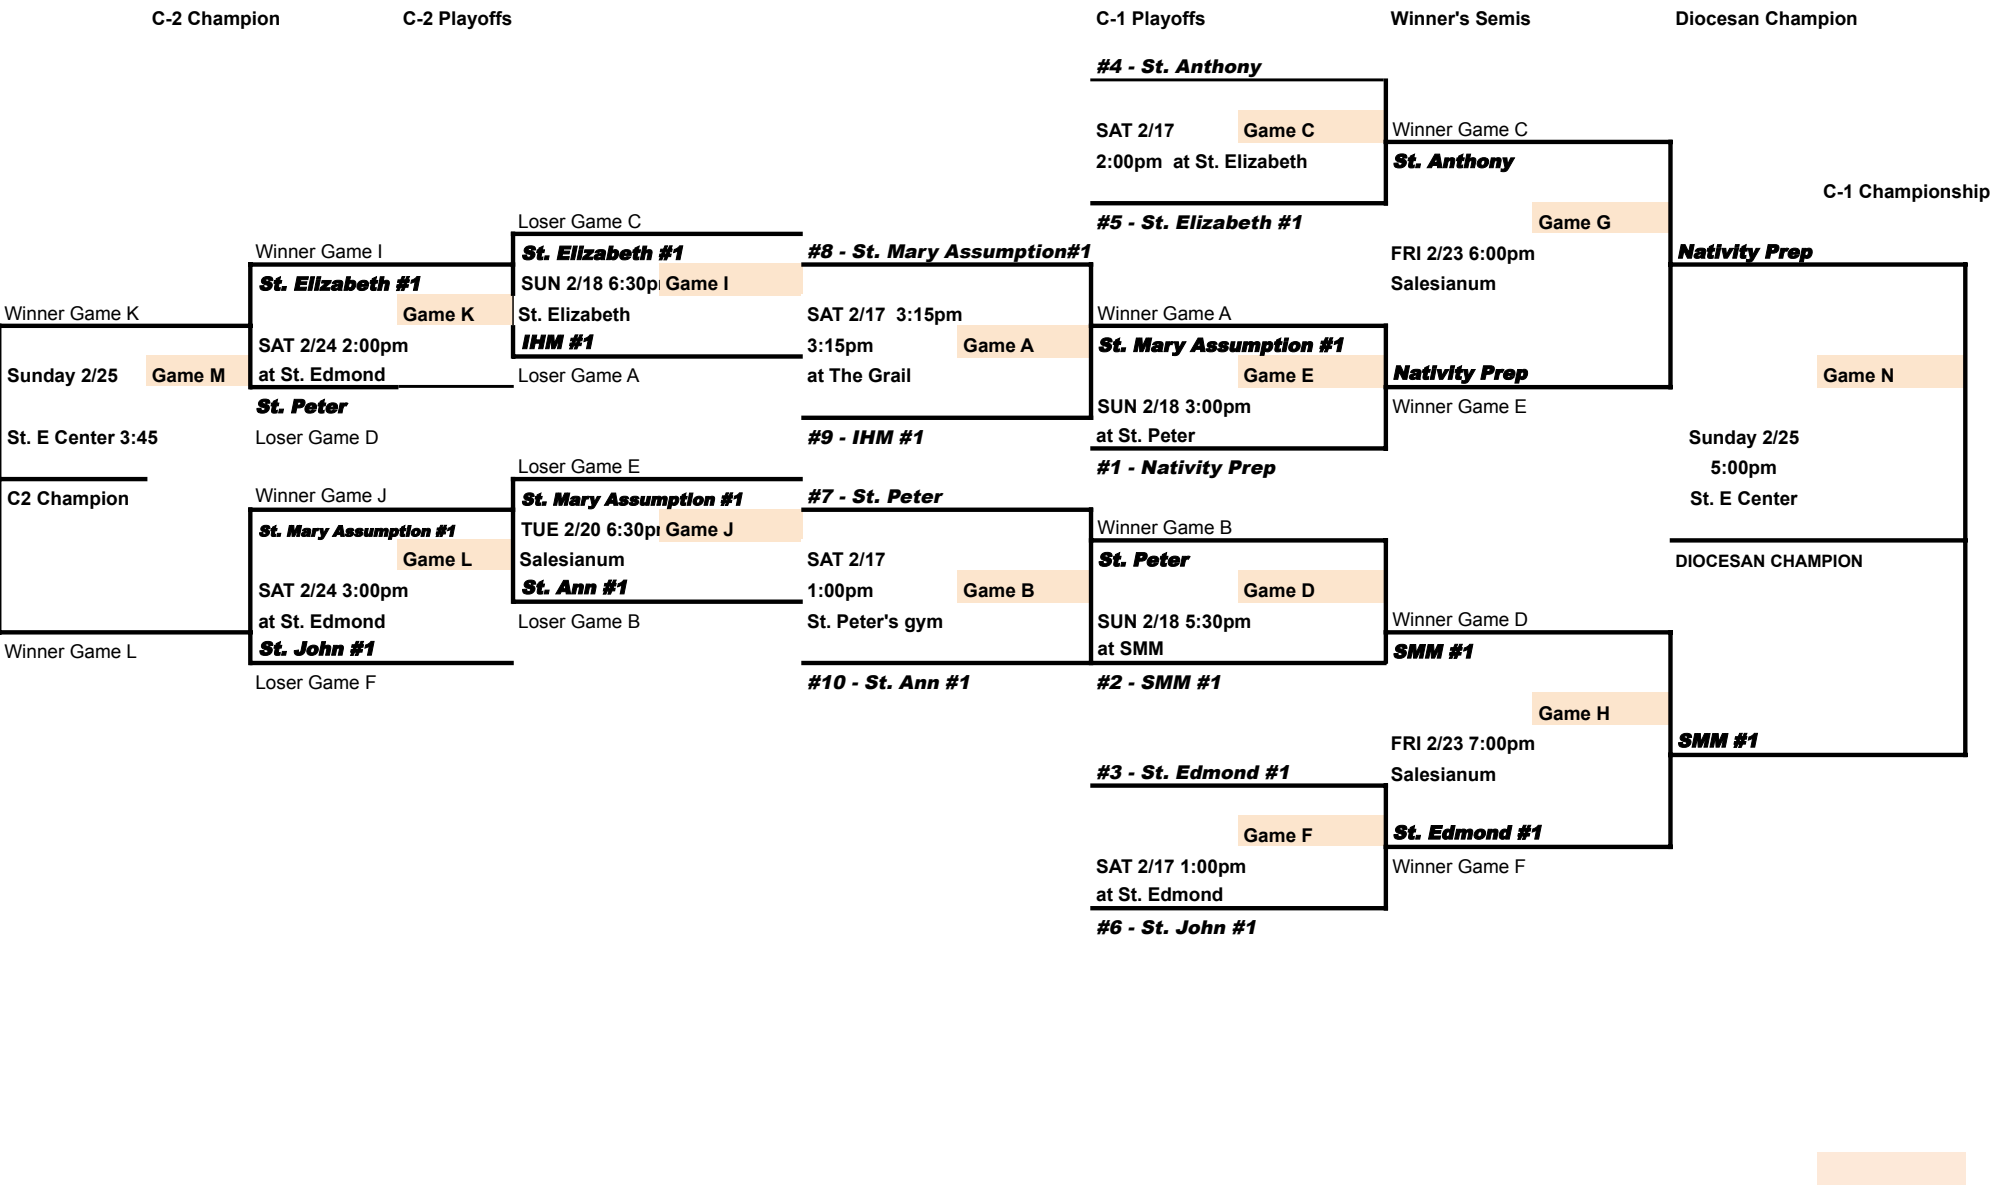 C-2 Champion
C-2 Playoffs
C-1 Playoffs
Winner's Semis
Diocesan Champion
#4 - St. Anthony
SAT 2/17
Game C
Winner Game C
2:00pm  at St. Elizabeth
St. Anthony
C-1 Championship
Loser Game C
#5 - St. Elizabeth #1
Game G
Winner Game I
St. Elizabeth #1
#8 - St. Mary Assumption#1
FRI 2/23 6:00pm
Nativity Prep
St. Elizabeth #1
SUN 2/18 6:30p
Game I
Salesianum
Winner Game K
Game K
St. Elizabeth
SAT 2/17  3:15pm
Winner Game A
SAT 2/24 2:00pm
IHM #1
3:15pm
Game A
St. Mary Assumption #1
Sunday 2/25
Game M
at St. Edmond
Loser Game A
at The Grail
Game E
Nativity Prep
Game N
St. Peter
SUN 2/18 3:00pm
Winner Game E
St. E Center 3:45
Loser Game D
#9 - IHM #1
at St. Peter
Sunday 2/25
Loser Game E
#1 - Nativity Prep
5:00pm
C2 Champion
Winner Game J
St. Mary Assumption #1
#7 - St. Peter
St. E Center
St. Mary Assumption #1
TUE 2/20 6:30p
Game J
Winner Game B
Game L
Salesianum
SAT 2/17
St. Peter
DIOCESAN CHAMPION
SAT 2/24 3:00pm
St. Ann #1
1:00pm
Game B
Game D
at St. Edmond
Loser Game B
St. Peter's gym
SUN 2/18 5:30pm
Winner Game D
Winner Game L
St. John #1
at SMM
SMM #1
Loser Game F
#10 - St. Ann #1
#2 - SMM #1
Game H
FRI 2/23 7:00pm
SMM #1
#3 - St. Edmond #1
Salesianum
Game F
St. Edmond #1
SAT 2/17 1:00pm
Winner Game F
at St. Edmond
#6 - St. John #1